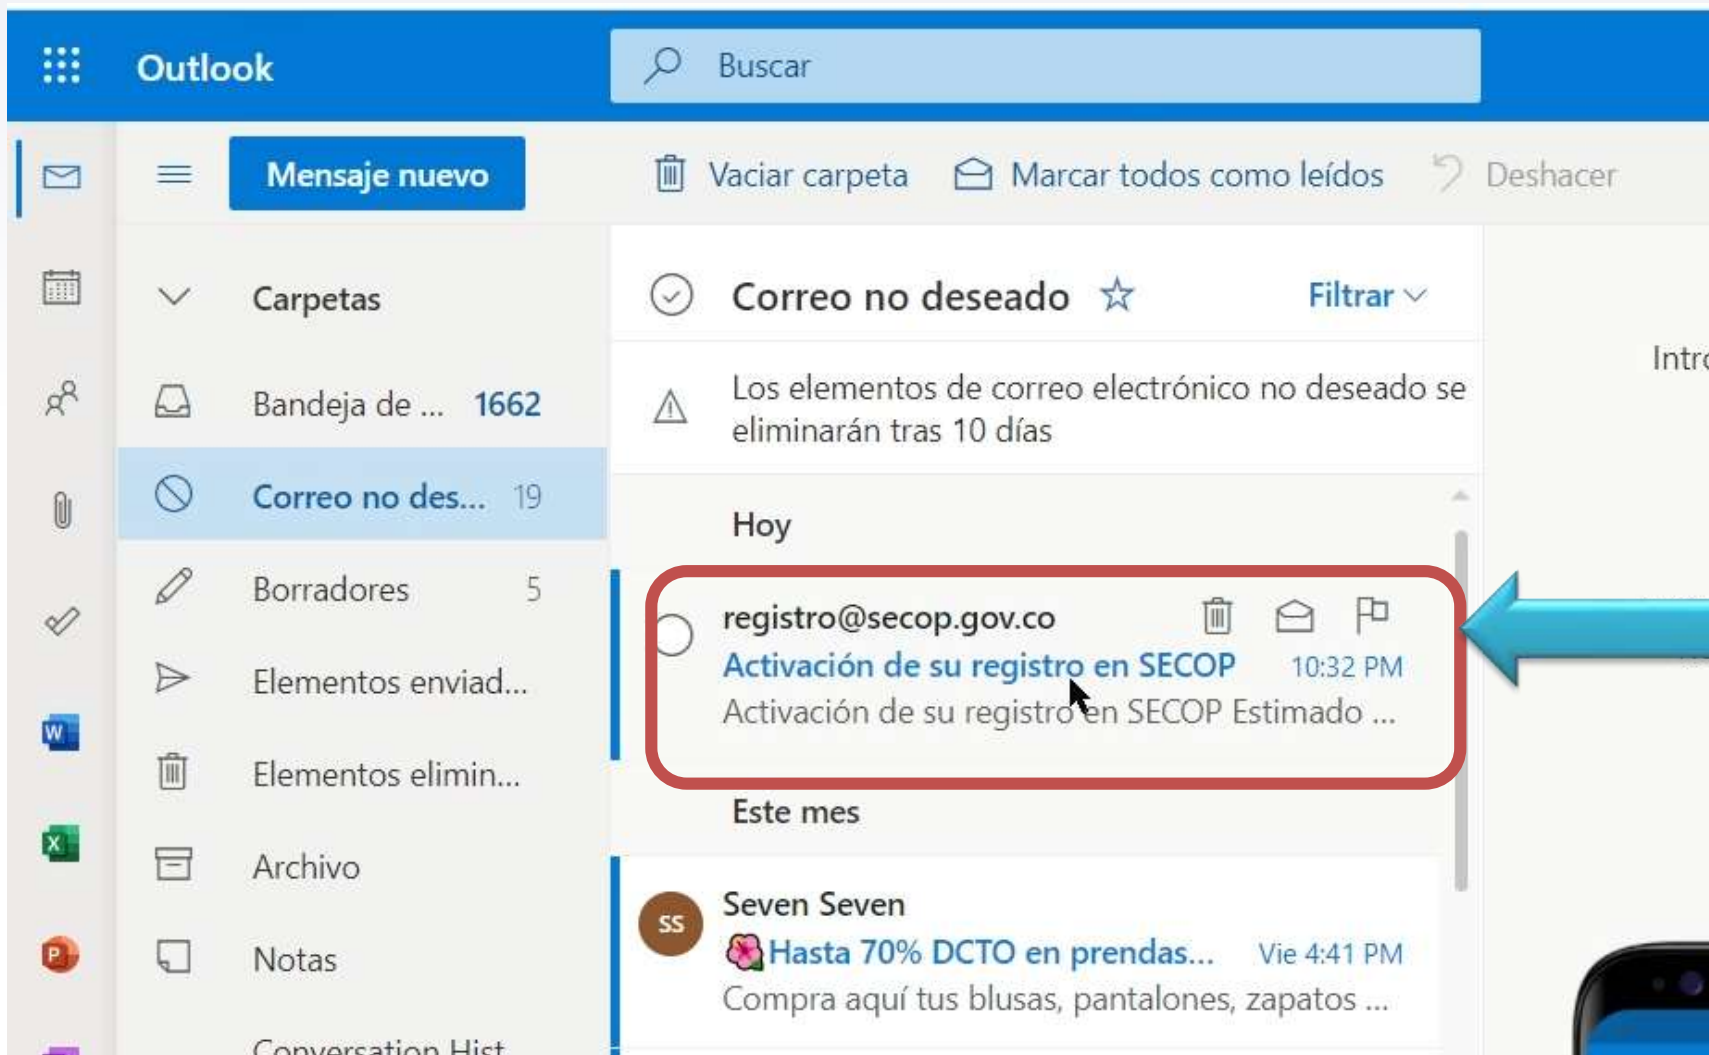 Outlook
Buscar
Mensaje nuevo
Vaciar carpeta
Marcar todos como leídos
Deshacer
Carpetas
Bandeja de ... 1662
Correo no des... 19
Borradores 5
Elementos enviad...
Elementos elimin...
Archivo
Notas
Conversation Hist
Correo no deseado
Filtrar
Los elementos de correo electrónico no deseado se
eliminarán tras 10 días
Hoy
registro@secop.gov.co
Activación de su registro en SECOP 10:32 PM
Activación de su registro en SECOP Estimado ...
Este mes
SS
Seven Seven
Hasta 70% DCTO en prendas... Vie 4:41 PM
Compra aquí tus blusas, pantalones, zapatos ...
W
X
P